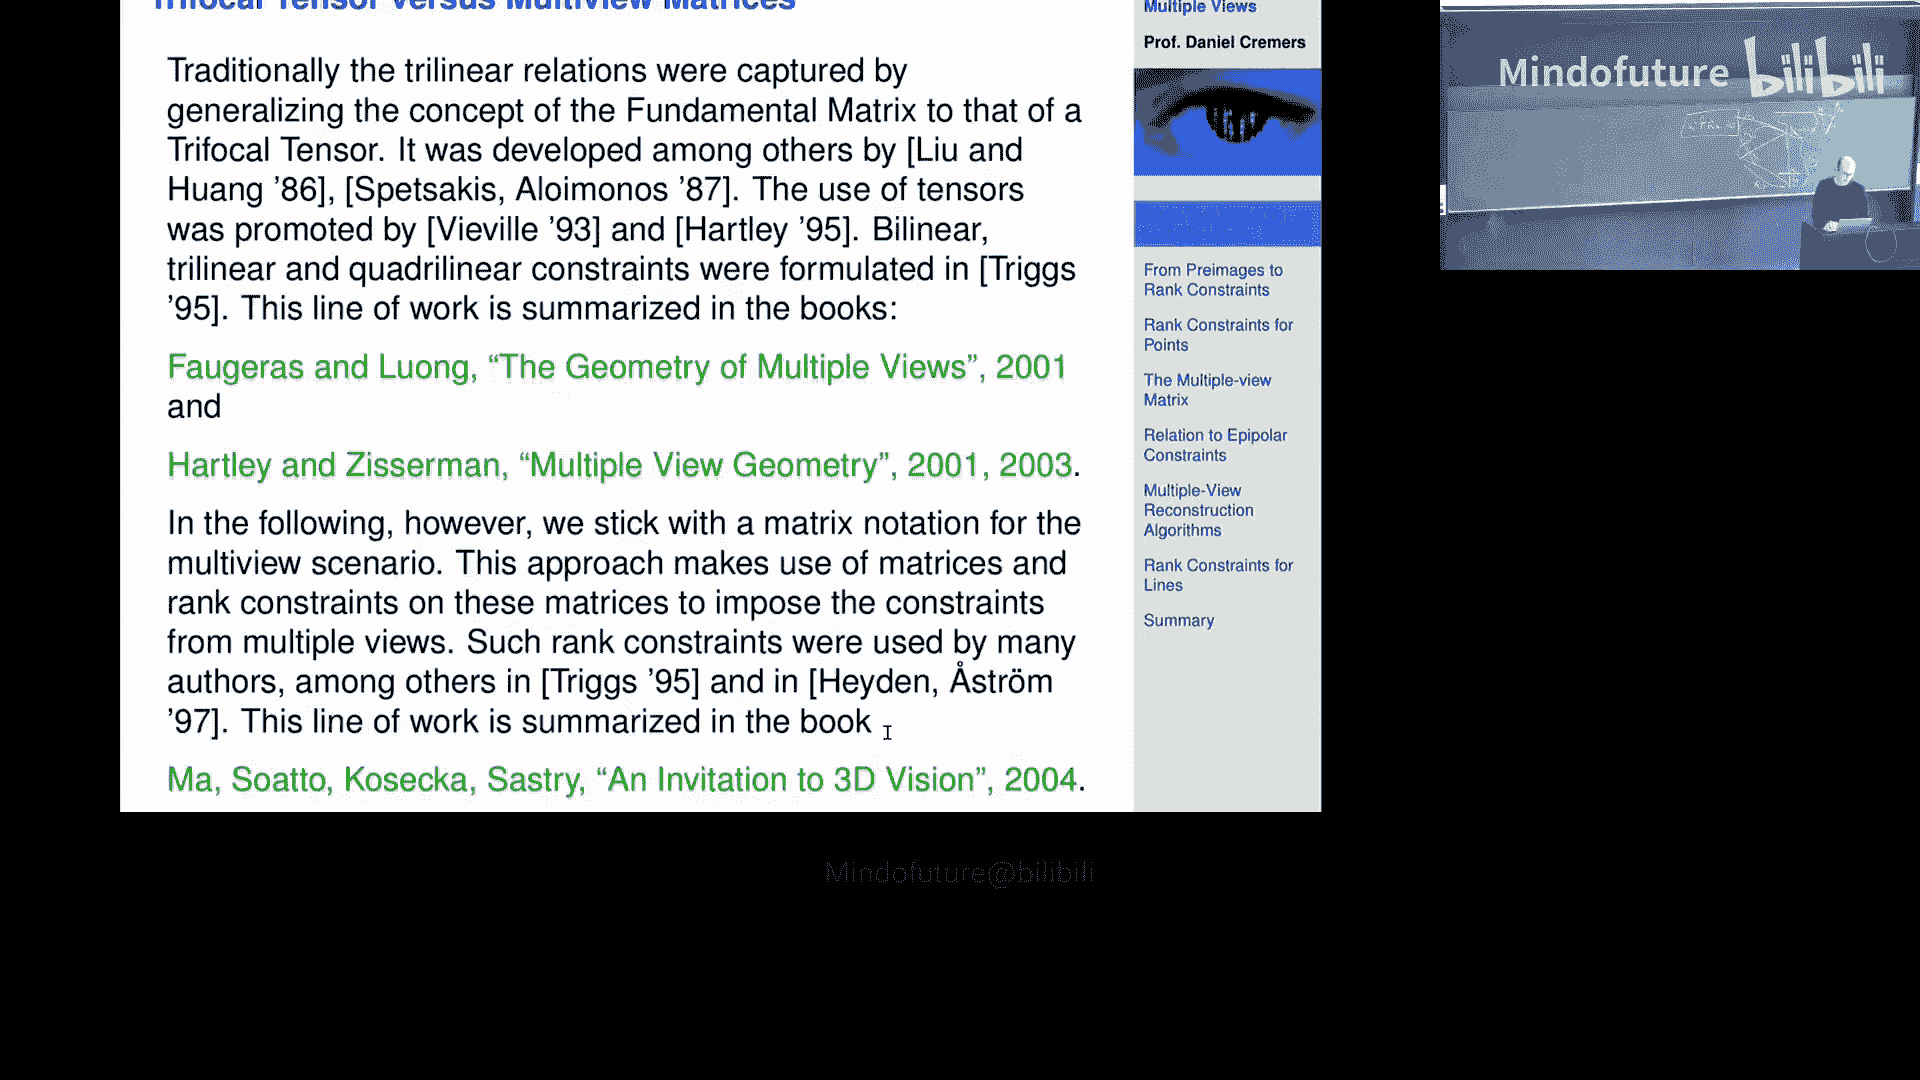 Trifocal Tensor versus Multiview Matrices
Traditionally the trilinear relations were captured by
generalizing the concept of the Fundamental Matrix to that of a
Trifocal Tensor. It was developed among others by [Liu and
Huang ’86], [Spetsakis, Aloimonos ’87]. The use of tensors
was promoted by [Vieville ’93] and [Hartley ’95]. Bilinear,
trilinear and quadrilinear constraints were formulated in [Triggs
’95]. This line of work is summarized in the books:
Faugeras and Luong, “The Geometry of Multiple Views”, 2001
and
Hartley and Zisserman, “Multiple View Geometry”, 2001, 2003.
In the following, however, we stick with a matrix notation for the
multiview scenario. This approach makes use of matrices and
rank constraints on these matrices to impose the constraints
from multiple views. Such rank constraints were used by many
authors, among others in [Triggs ’95] and in [Heyden, Åström
’97]. This line of work is summarized in the book
Ma, Soatto, Kosecka, Sastry, “An Invitation to 3D Vision”, 2004.
Multiple Views
Prof. Daniel Cremers
From Preimages to
Rank Constraints
Rank Constraints for
Points
The Multiple-view
Matrix
Relation to Epipolar
Constraints
Multiple-View
Reconstruction
Algorithms
Rank Constraints for
Lines
Summary
Mindofuture bilibili
Mindofuture@bilibili